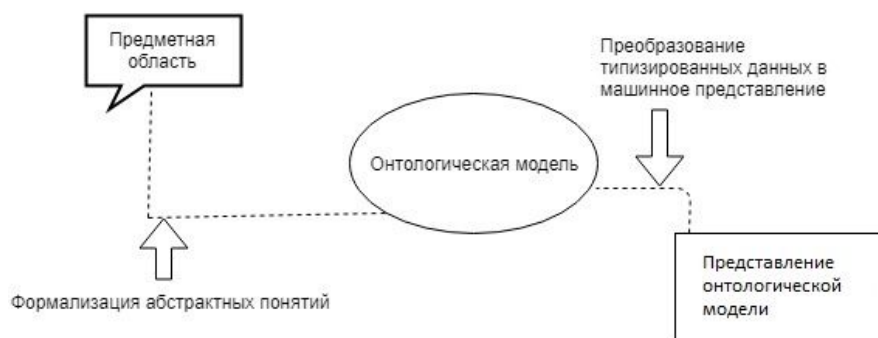 Предметная
область
Преобразование
типизированных данных в
машинное представление
Онтологическая модель
Формализация абстрактных понятий
Представление
онтологической
модели